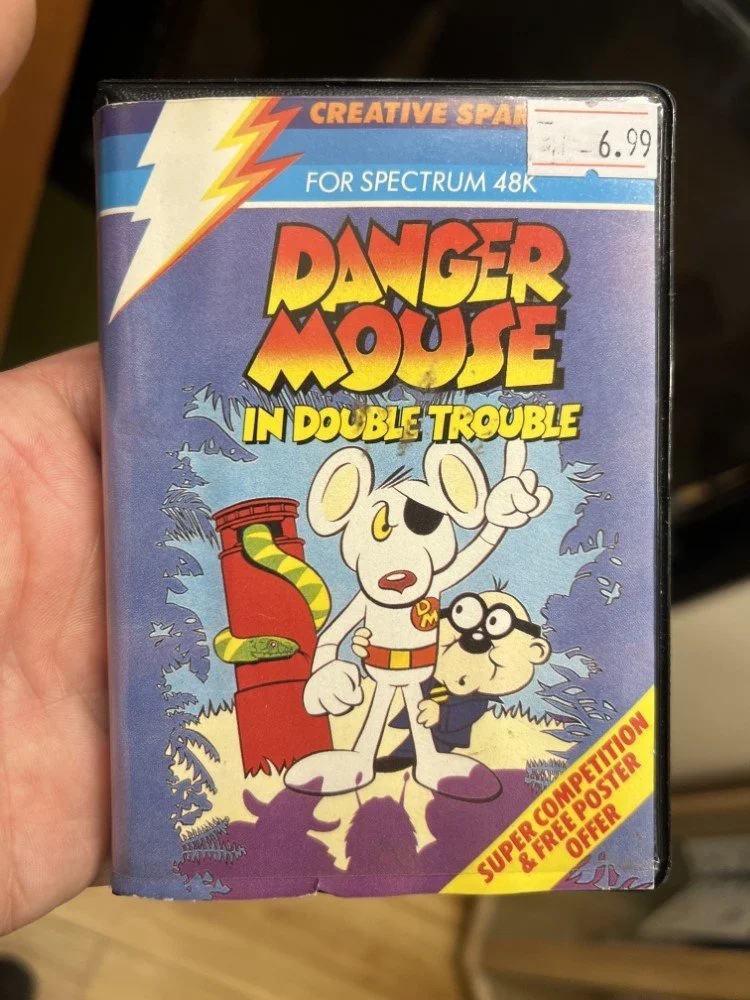 CREATIVE SPAR
6.99
FOR SPECTRUM 48K
DANGER
MOUSE
IN DOUBLE TROUBLE
DM
SUPER COMPETITION
& FREE POSTER
OFFER